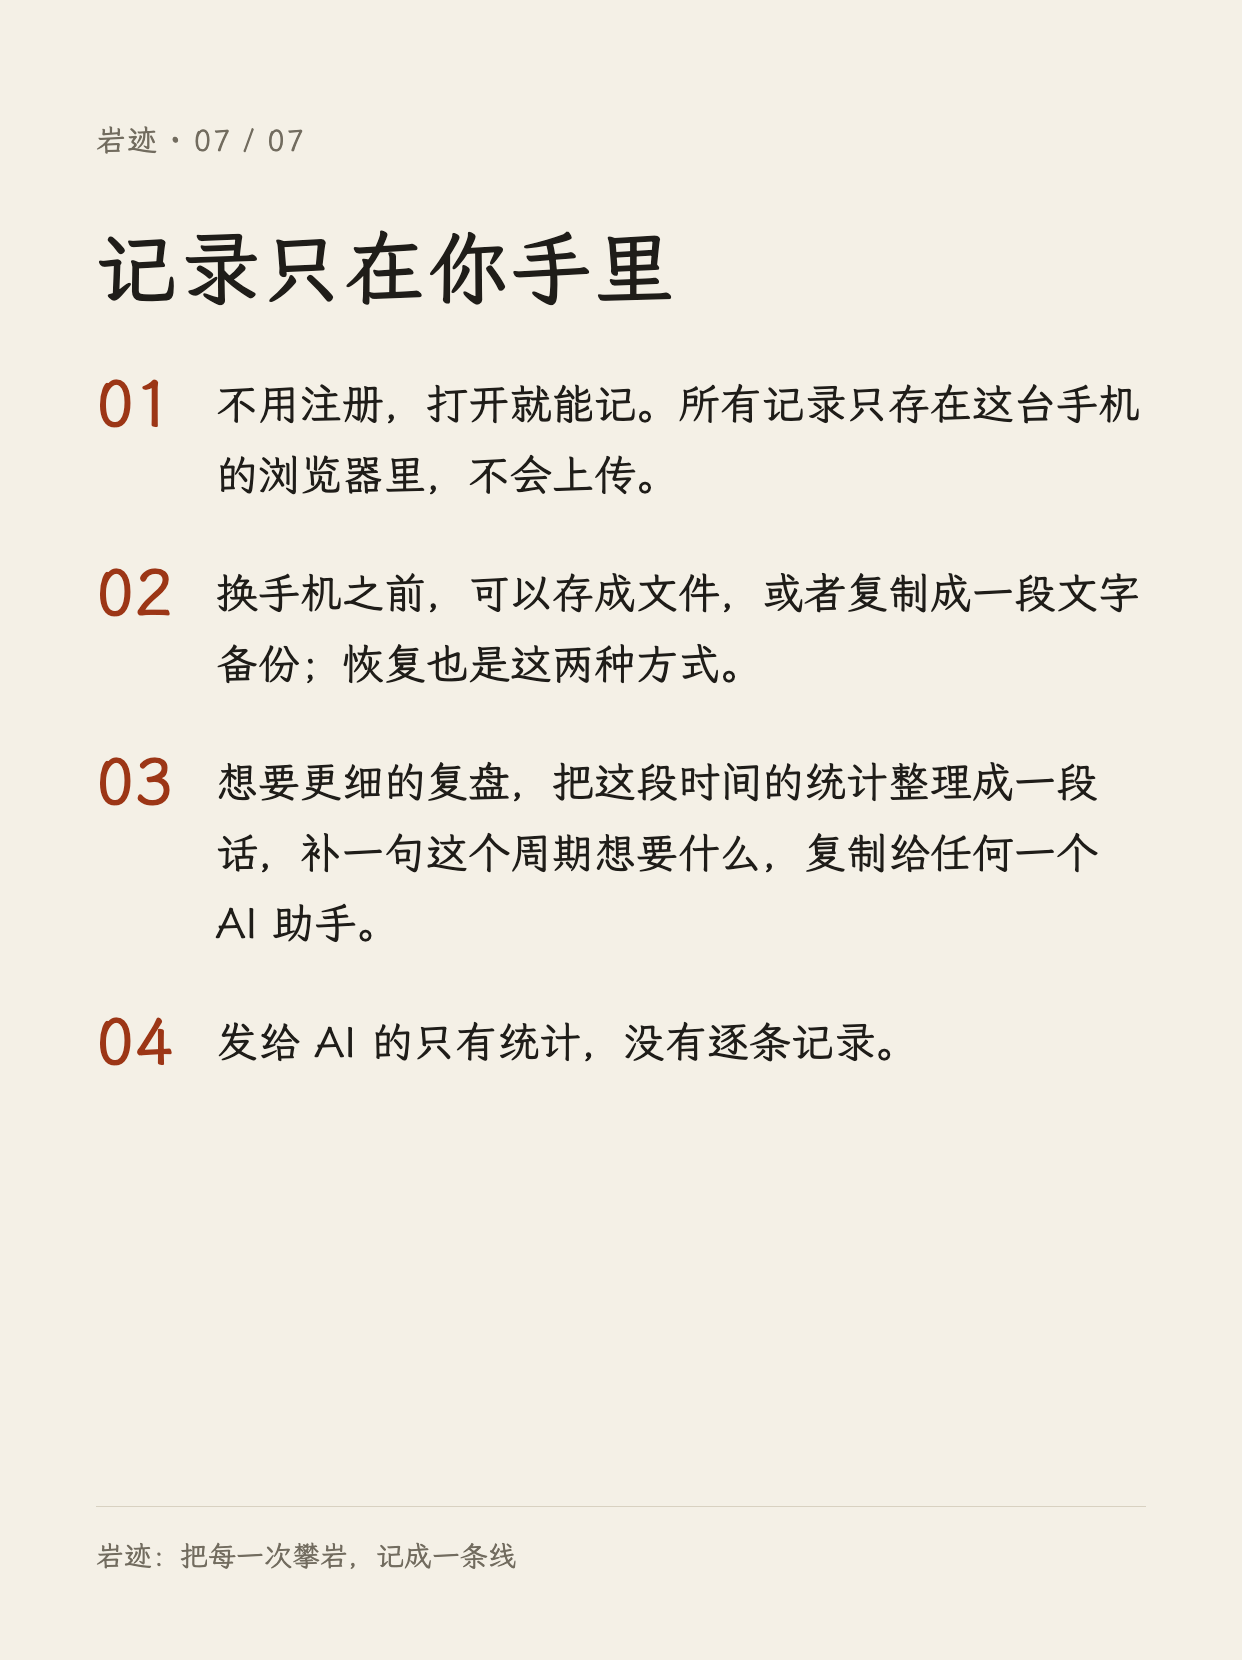 岩迹・07 / 07
记录只在你手里
01 不用注册，打开就能记。所有记录只存在这台手机
的浏览器里，不会上传。
02 换手机之前，可以存成文件，或者复制成一段文字
备份；恢复也是这两种方式。
03 想要更细的复盘，把这段时间的统计整理成一段
话，补一句这个周期想要什么，复制给任何一个
AI 助手。
04 发给 AI 的只有统计，没有逐条记录。
岩迹：把每一次攀岩，记成一条线